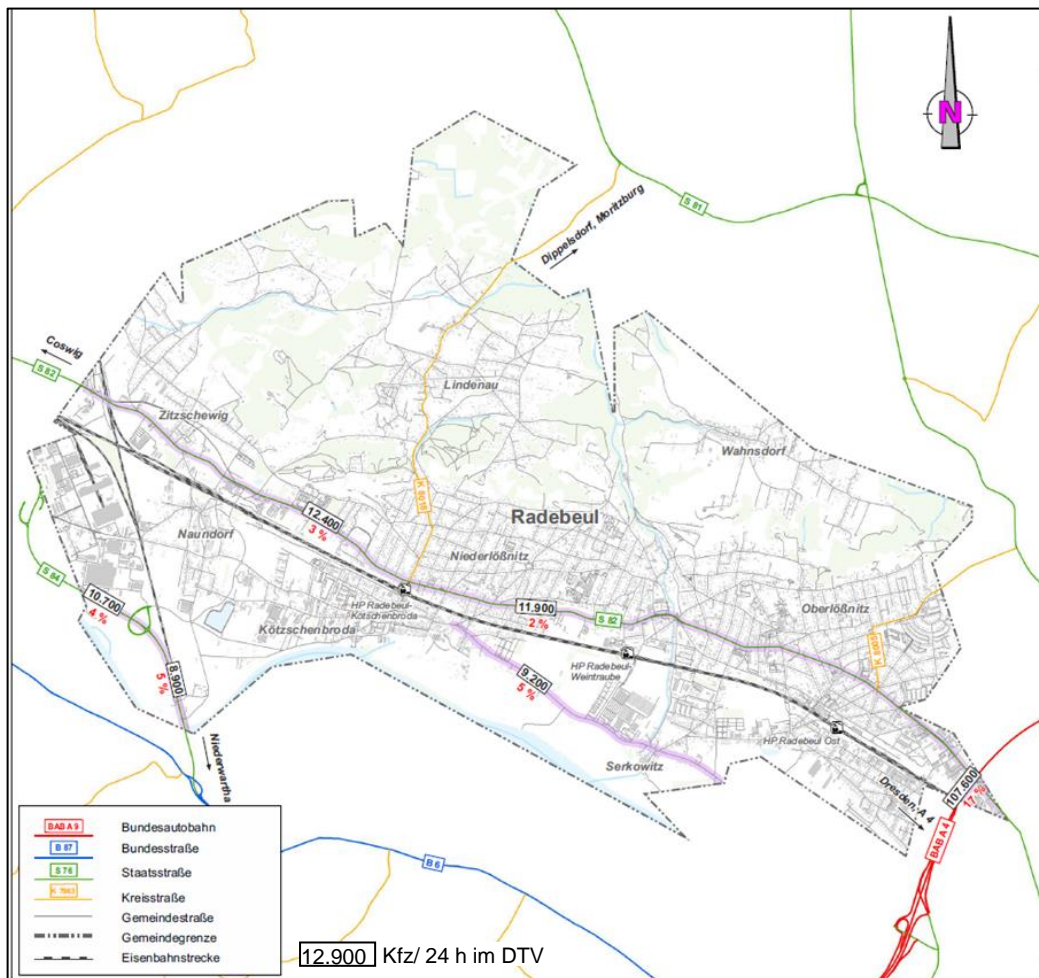 N
S 81
Dippelsdorf, Moritzburg
Coswig
S 82
Lindenau
Zitzschewig
Wahnsdorf
K 8016
12.400
3 %
Radebeul
Naundorf
Niederlößnitz
S 84
10.700
4 %
HP Radebeul-
Kötschenbroda
11.900
2 %
S 82
Oberlößnitz
Kötzschenbroda
K 8005
8.900
5 %
9.200
5 %
HP Radebeul-
Weintraube
Niederwartha
Serkowitz
HP Radebeul Ost
Dresden, A 4
107.600
17 %
BAB A 4
B 6
BAB A 9 Bundesautobahn
B 87 Bundesstraße
S 76 Staatsstraße
Kreisstraße
Gemeindestraße
Gemeindegrenze
Eisenbahnstrecke
12.900 Kfz/ 24 h im DTV